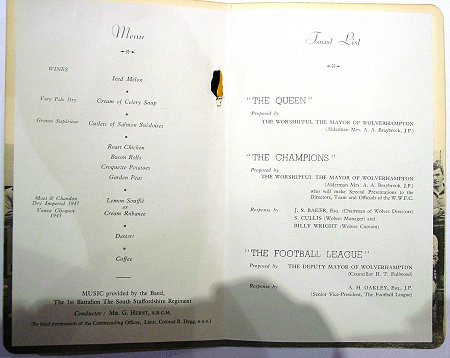 Menu
WINES
Iced Melon
Very Pale Dry
Cream of Celery Soup
Graves Supérieur
Cutlets of Salmon Suédoises
Roast Chicken
Bacon Rolls
Croquette Potatoes
Garden Peas
Moet & Chandon
Dry Imperial 1947
Veuve Clicquot
Lemon Soufflé
Cream Rubanee
Dessert
Coffee
MUSIC provided by the Band,
The 1st Battalion The South Staffordshire Regiment
Conductor : MR. G. HURST, A.B.C.M.
(By kind permission of the Commanding Officer, Lieut. Colonel R. Dugg,
Toast List
"THE QUEEN"
Proposed by
THE WORSHIPFUL THE MAYOR OF WOLVERHAMPTON
(Alderman Mrs. A. A. Braybrook, J.P.)
"THE CHAMPIONS"
Proposed by
THE WORSHIPFUL THE MAYOR OF WOLVERHAMPTON
(Alderman Mrs. A. A. Braybrook, J.P.)
who will make Special Presentations to the
Directors, Team and Officials of the W.W.F.C.
Response by
J. S. BAKER, Esq. (Chairman of Wolves Directors)
S. CULLIS (Wolves Manager) and
BILLY WRIGHT (Wolves Captain)
"THE FOOTBALL LEAGUE"
Proposed by
THE DEPUTY MAYOR OF WOLVERHAMPTON
(Councillor H. T. Fullwood)
Response by
A. H. OAKLEY, Esq., J.P.
(Senior Vice-President, The Football League)